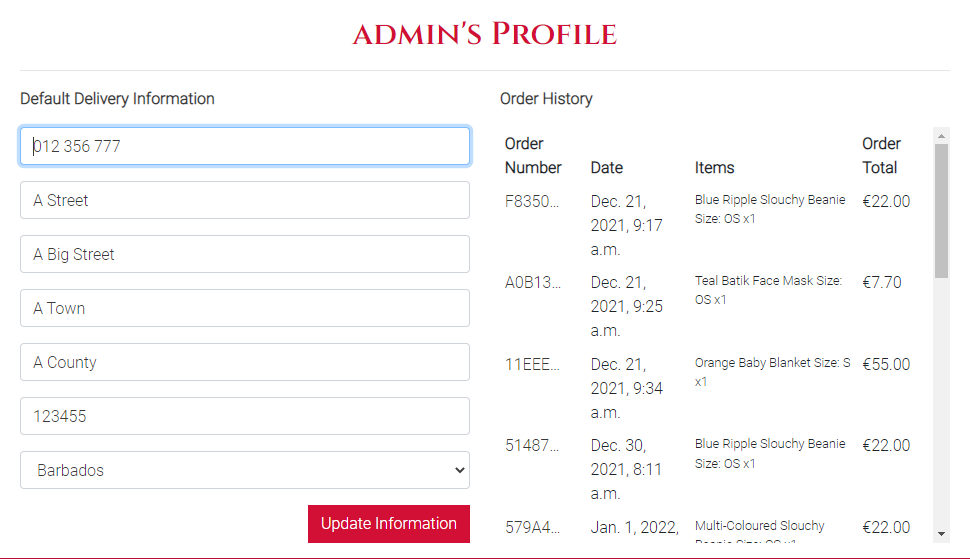 ADMIN'S PROFILE
Default Delivery Information
012 356 777
A Street
A Big Street
A Town
A County
123455
Barbados
Update Information
Order History
Order Number Date Items Order Total
F8350... Dec. 21, 2021, 9:17 a.m. Blue Ripple Slouchy Beanie Size: OS x1 €22.00
A0B13... Dec. 21, 2021, 9:25 a.m. Teal Batik Face Mask Size: OS x1 €7.70
11EEE... Dec. 21, 2021, 9:34 a.m. Orange Baby Blanket Size: S x1 €55.00
51487... Dec. 30, 2021, 8:11 a.m. Blue Ripple Slouchy Beanie Size: OS x1 €22.00
579A4... Jan. 1, 2022, Multi-Coloured Slouchy Beanie Size: OS x1 €22.00